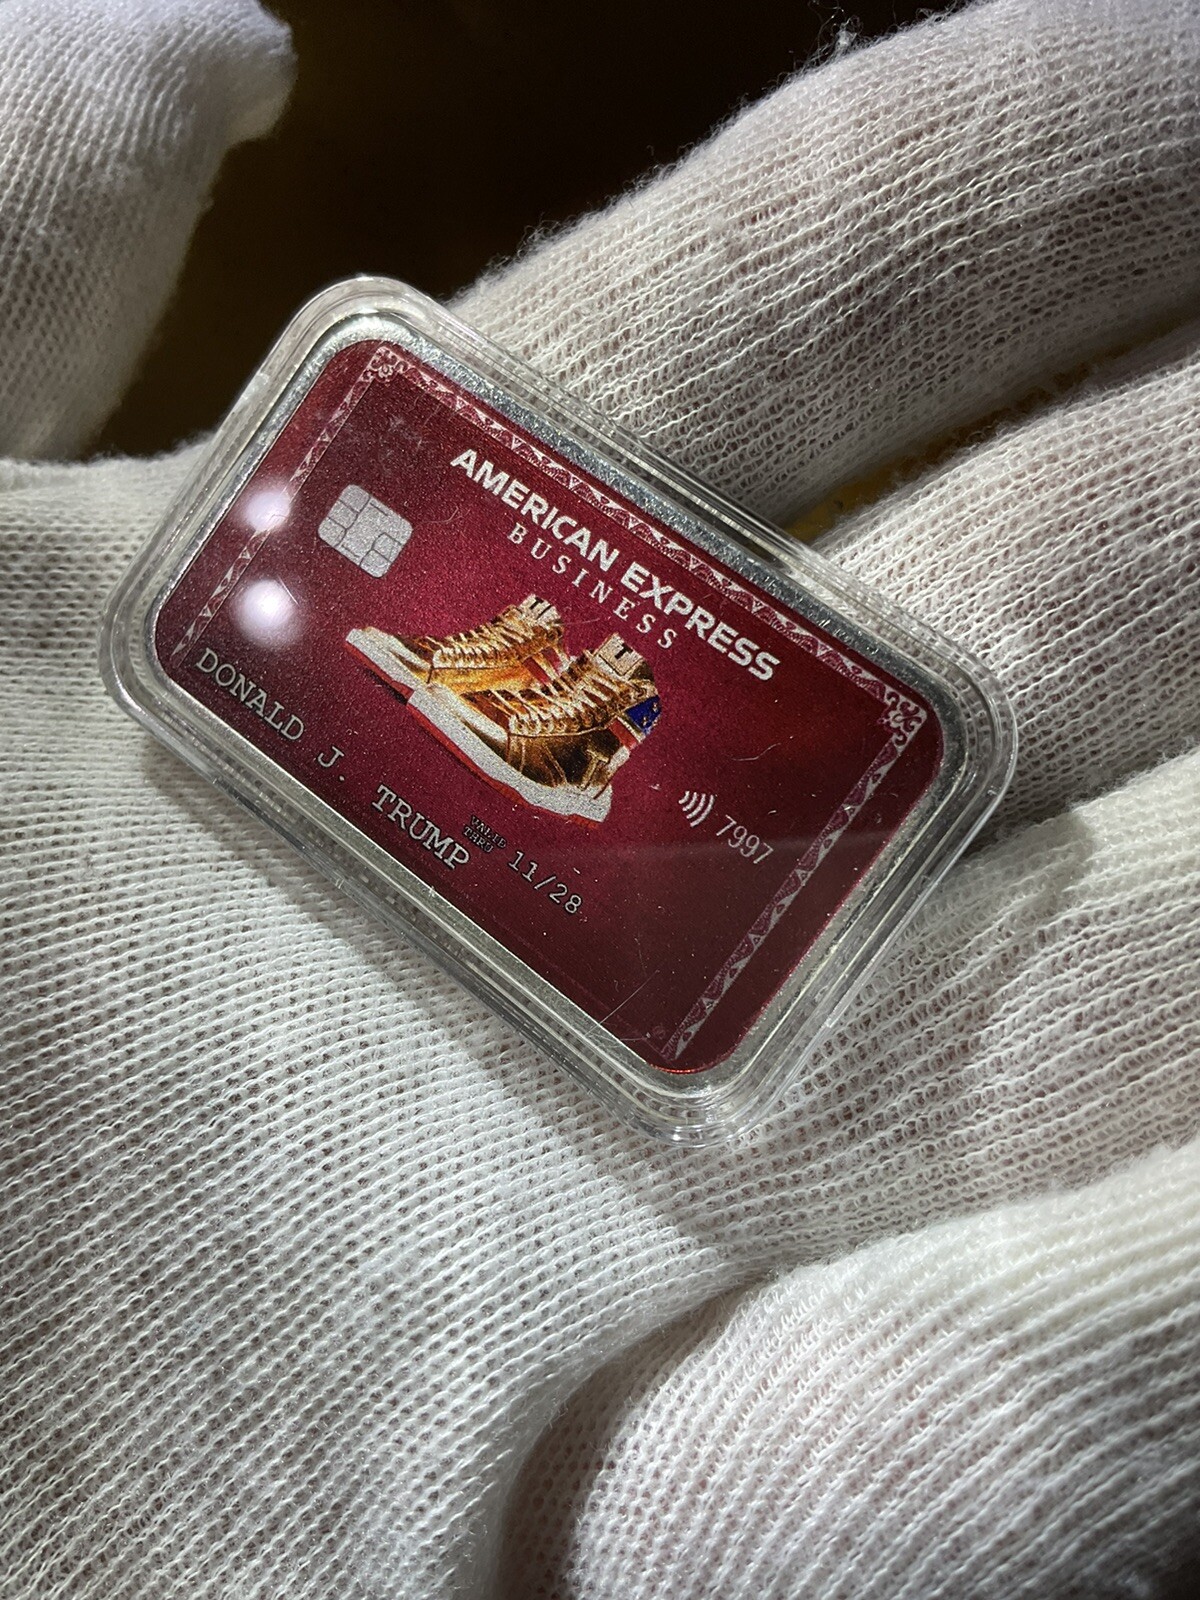 AMERICAN EXPRESS
BUSINESS
T
T
7997
DONALD J. TRUMP
VALID
THRU
11/28